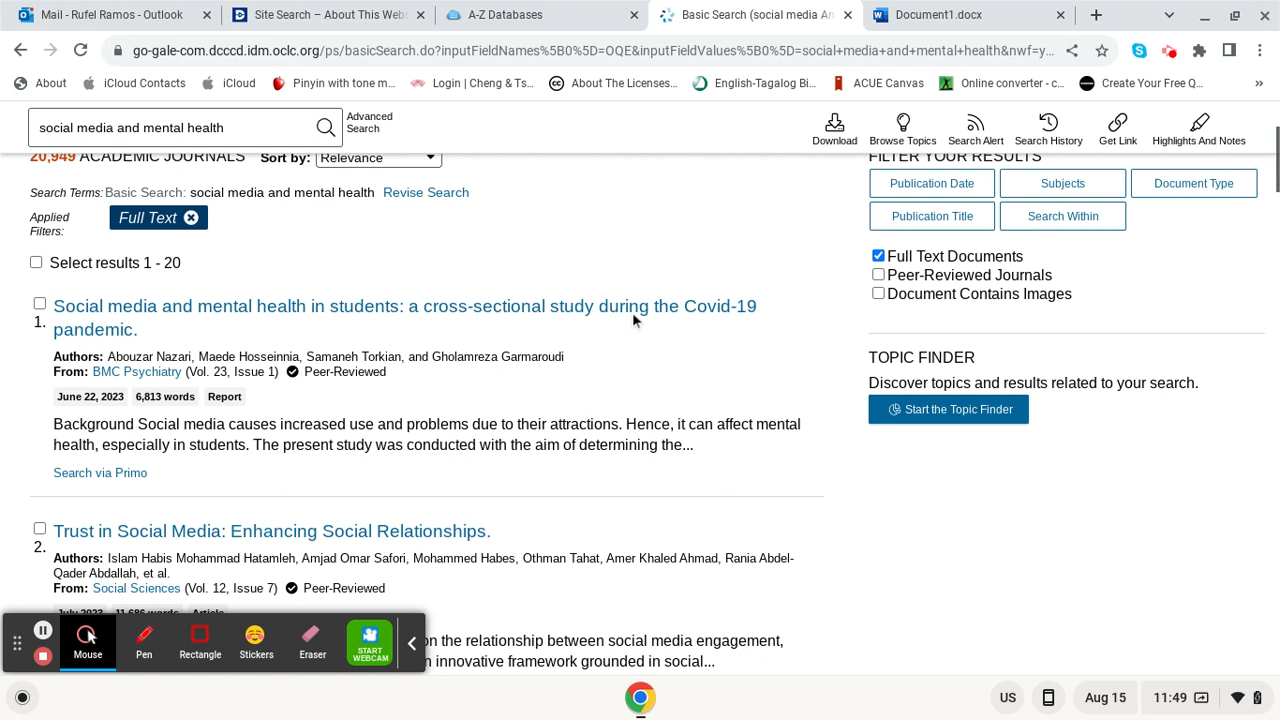 Mail - Rufel Ramos - Outlook
Site Search – About This Webs
A-Z Databases
Basic Search (social media An
Document1.docx
go-gale-com.dcccd.idm.oclc.org/ps/basicSearch.do?inputFieldNames%5B0%5D=OQE&inputFieldValues%5B0%5D=social+media+and+mental+health&nwf=y...
About
iCloud Contacts
iCloud
Pinyin with tone m...
Login | Cheng & Ts...
About The Licenses...
English-Tagalog Bi...
ACUE Canvas
Online converter - c...
Create Your Free Q...
»
social media and mental health
Advanced
Search
Download
Browse Topics
Search Alert
Search History
Get Link
Highlights And Notes
20,949 ACADEMIC JOURNALS Sort by: Relevance
Search Terms: Basic Search: social media and mental health Revise Search
Applied
Filters:
Full Text
Select results 1 - 20
1.
Social media and mental health in students: a cross-sectional study during the Covid-19
pandemic.
Authors: Abouzar Nazari, Maede Hosseinnia, Samaneh Torkian, and Gholamreza Garmaroudi
From: BMC Psychiatry (Vol. 23, Issue 1) Peer-Reviewed
June 22, 2023 6,813 words Report
Background Social media causes increased use and problems due to their attractions. Hence, it can affect mental
health, especially in students. The present study was conducted with the aim of determining the...
Search via Primo
2.
Trust in Social Media: Enhancing Social Relationships.
Authors: Islam Habis Mohammad Hatamleh, Amjad Omar Safori, Mohammed Habes, Othman Tahat, Amer Khaled Ahmad, Rania Abdel-
Qader Abdallah, et al.
From: Social Sciences (Vol. 12, Issue 7) Peer-Reviewed
July 2023 11,686 words Article
on the relationship between social media engagement,
innovative framework grounded in social...
FILTER YOUR RESULTS
Publication Date
Subjects
Document Type
Publication Title
Search Within
Full Text Documents
Peer-Reviewed Journals
Document Contains Images
TOPIC FINDER
Discover topics and results related to your search.
Start the Topic Finder
Mouse
Pen
Rectangle
Stickers
Eraser
START
WEBCAM
US
Aug 15
11:49